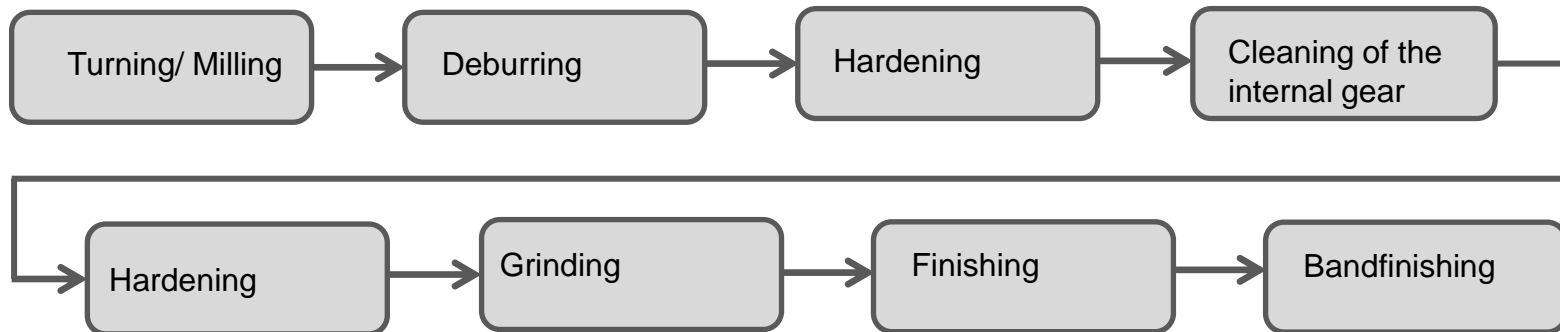 Turning/ Milling
Deburring
Hardening
Cleaning of the
internal gear
Hardening
Grinding
Finishing
Bandfinishing